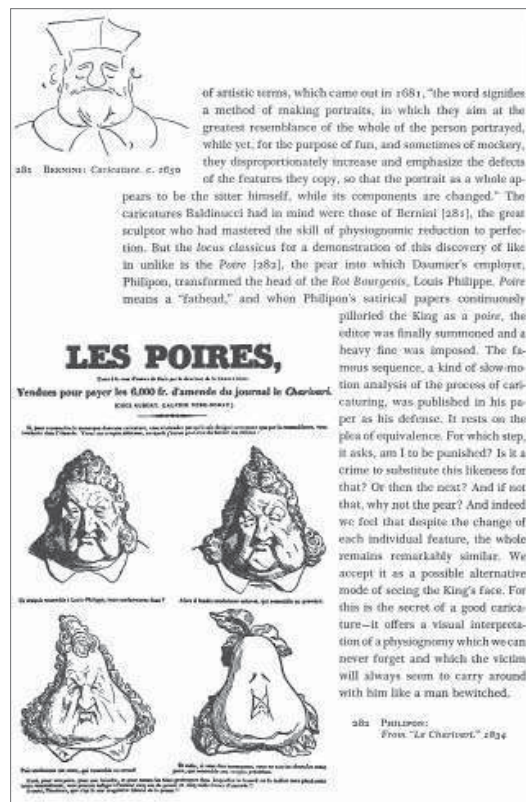 of artistic terms, which came out in 1681, "the word signifies
a method of making portraits, in which they aim at the
greatest resemblance of the whole of the person portrayed,
while yet, for the purpose of fun, and sometimes of mockery,
they disproportionately increase and emphasize the defects
of the features they copy, so that the portrait as a whole ap-
pears to be the sitter himself, while its components are changed." The
caricatures Baldinucci had in mind were those of Bernini [281], the great
sculptor who had mastered the skill of physiognomic reduction to perfec-
tion. But the locus classicus for a demonstration of this discovery of like
in unlike is the Poire [282], the pear into which Daumier's employer,
Philipon, transformed the head of the Roi Bourgeois, Louis Philippe. Poire
means a "fathead," and when Philipon's satirical papers continuously
pilloried the King as a poire, the
editor was finally summoned and a
heavy fine was imposed. The fa-
mous sequence, a kind of slow-mo-
tion analysis of the process of cari-
caturing, was published in his pa-
per as his defense. It rests on the
plea of equivalence. For which step,
it asks, am I to be punished? Is it a
crime to substitute this likeness for
that? Or then the next? And if not
that, why not the pear? And indeed
we feel that despite the change of
each individual feature, the whole
remains remarkably similar. We
accept it as a possible alternative
mode of seeing the King's face. For
this is the secret of a good carica-
ture—it offers a visual interpreta-
tion of a physiognomy which we can
never forget and which the victim
will always seem to carry around
with him like a man bewitched.
281 BERNINI: Caricature. c. 1650
LES POIRES,
Vendues pour payer les 6,000 fr. d'amende du journal le Charivari.
282 PHILIPON:
From "Le Charivari," 1834